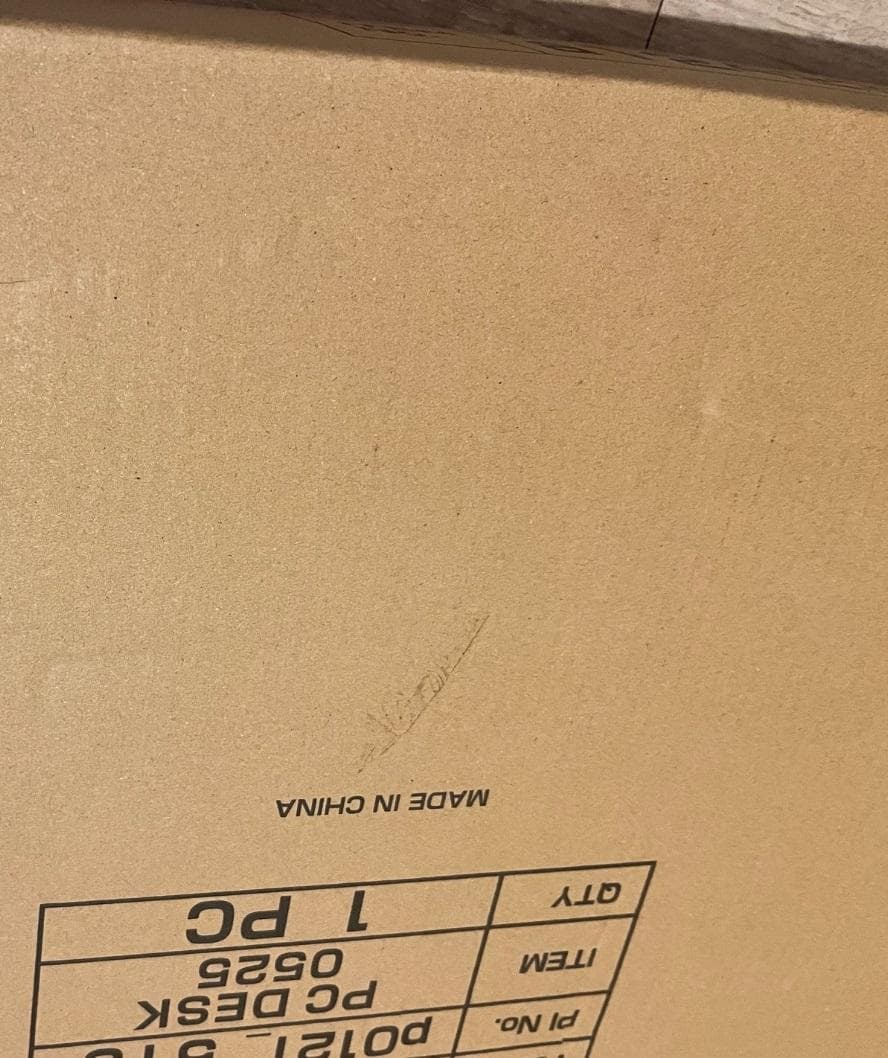 PI No.
ITEM PC DESK
0525
QTY 1 PC
MADE IN CHINA